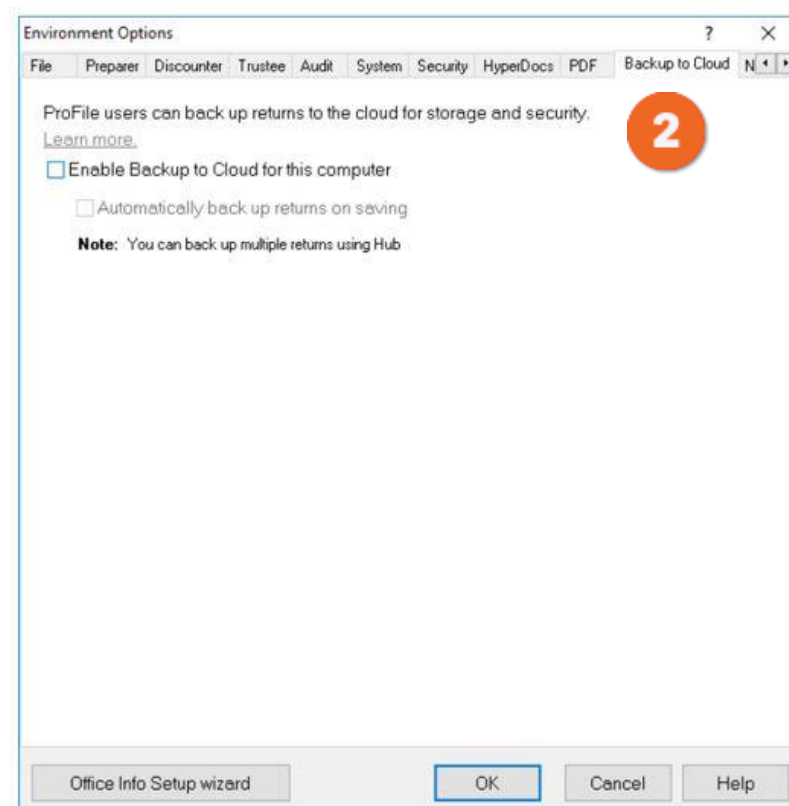 Environment Options ?
File Preparer Discounter Trustee Audit System Security HyperDocs PDF Backup to Cloud N
ProFile users can back up returns to the cloud for storage and security.
2
Learn more.
Enable Backup to Cloud for this computer
Automatically back up returns on saving
Note: You can back up multiple returns using Hub
Office Info Setup wizard OK Cancel Help